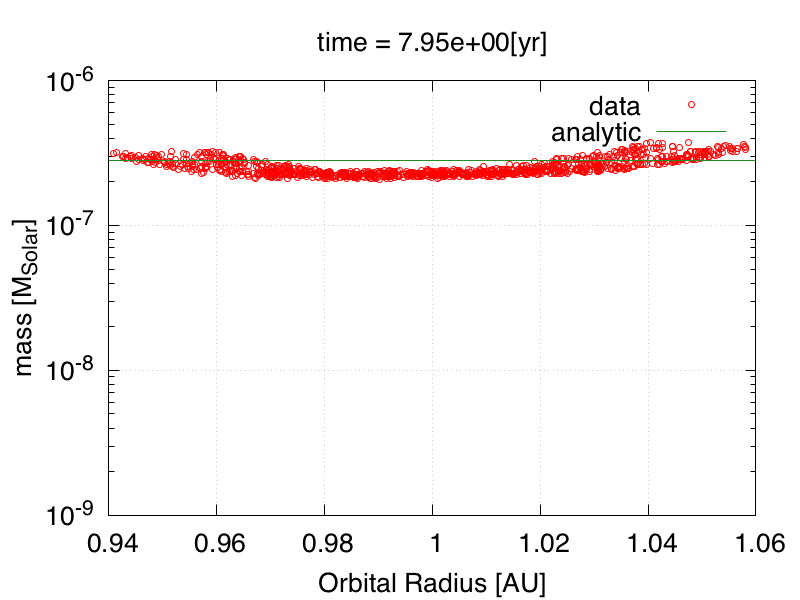 time = 7.95e+00[yr]
data
analytic
10^-6
10^-7
10^-8
10^-9
mass [M_Solar]
0.94 0.96 0.98 1 1.02 1.04 1.06
Orbital Radius [AU]